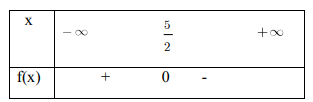 x -∞ 5/2 +∞
f(x) + 0 -